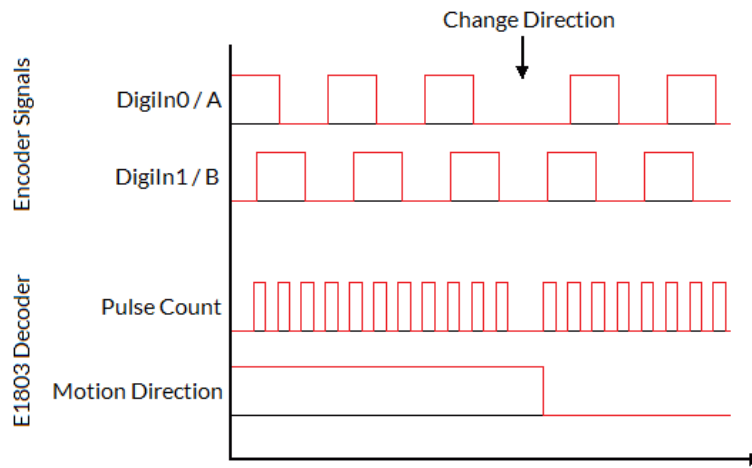 Change Direction
Encoder Signals
DigiIn0 / A
DigiIn1 / B
E1803 Decoder
Pulse Count
Motion Direction